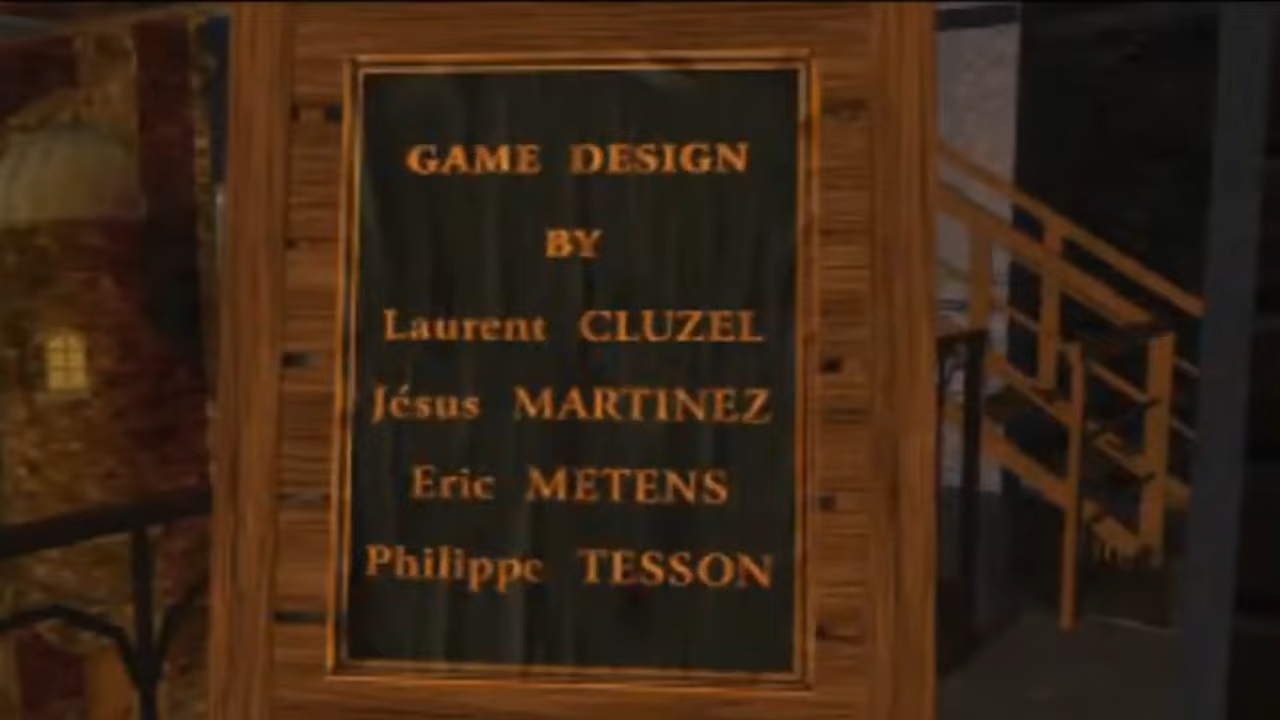 GAME DESIGN
BY
Laurent CLUZEL
Jésus MARTINEZ
Eric METENS
Philippe TESSON